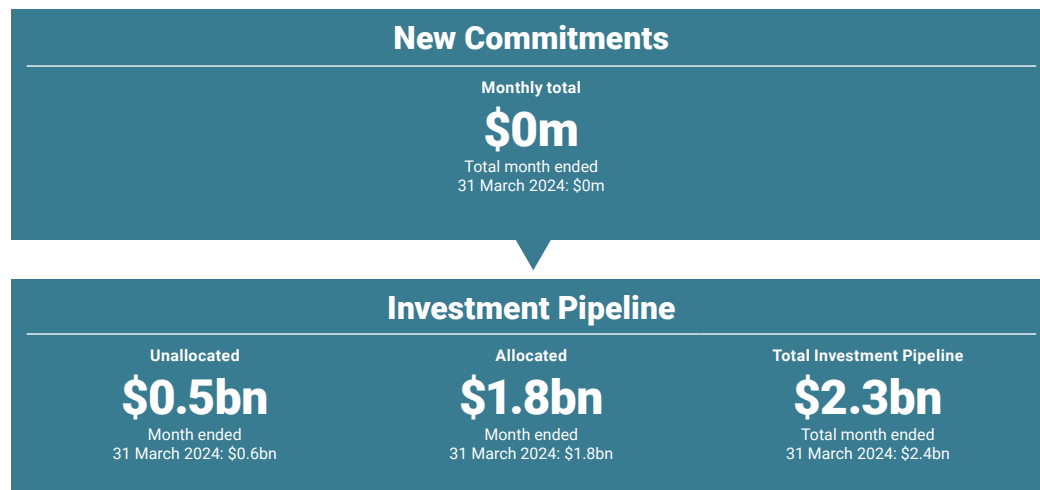 New Commitments
Monthly total
$0m
Total month ended
31 March 2024: $0m
Investment Pipeline
Unallocated
$0.5bn
Month ended
31 March 2024: $0.6bn
Allocated
$1.8bn
Month ended
31 March 2024: $1.8bn
Total Investment Pipeline
$2.3bn
Total month ended
31 March 2024: $2.4bn